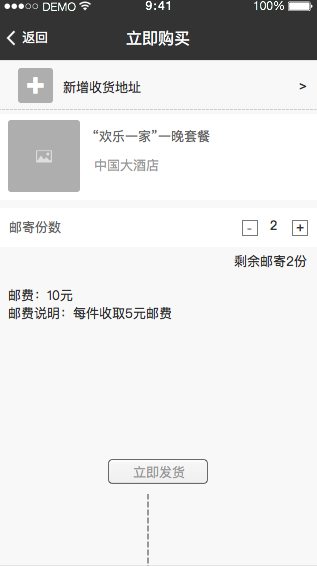 DEMO 9:41 100%
返回 立即购买
新增收货地址 >
“欢乐一家”一晚套餐
中国大酒店
邮寄份数 - 2 +
剩余邮寄2份
邮费：10元
邮费说明：每件收取5元邮费
立即发货